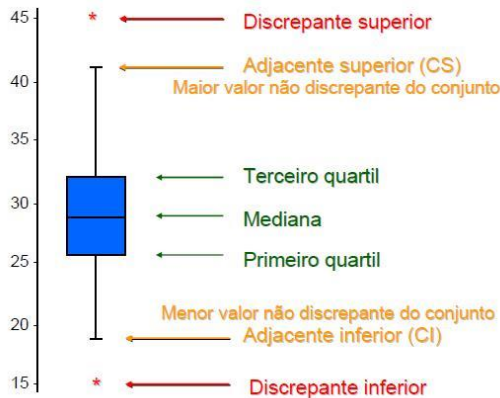 45
* Discrepante superior
Adjacente superior (CS)
40
Maior valor não discrepante do conjunto
35
Terceiro quartil
30
Mediana
Primeiro quartil
25
Menor valor não discrepante do conjunto
20
Adjacente inferior (CI)
15
* Discrepante inferior